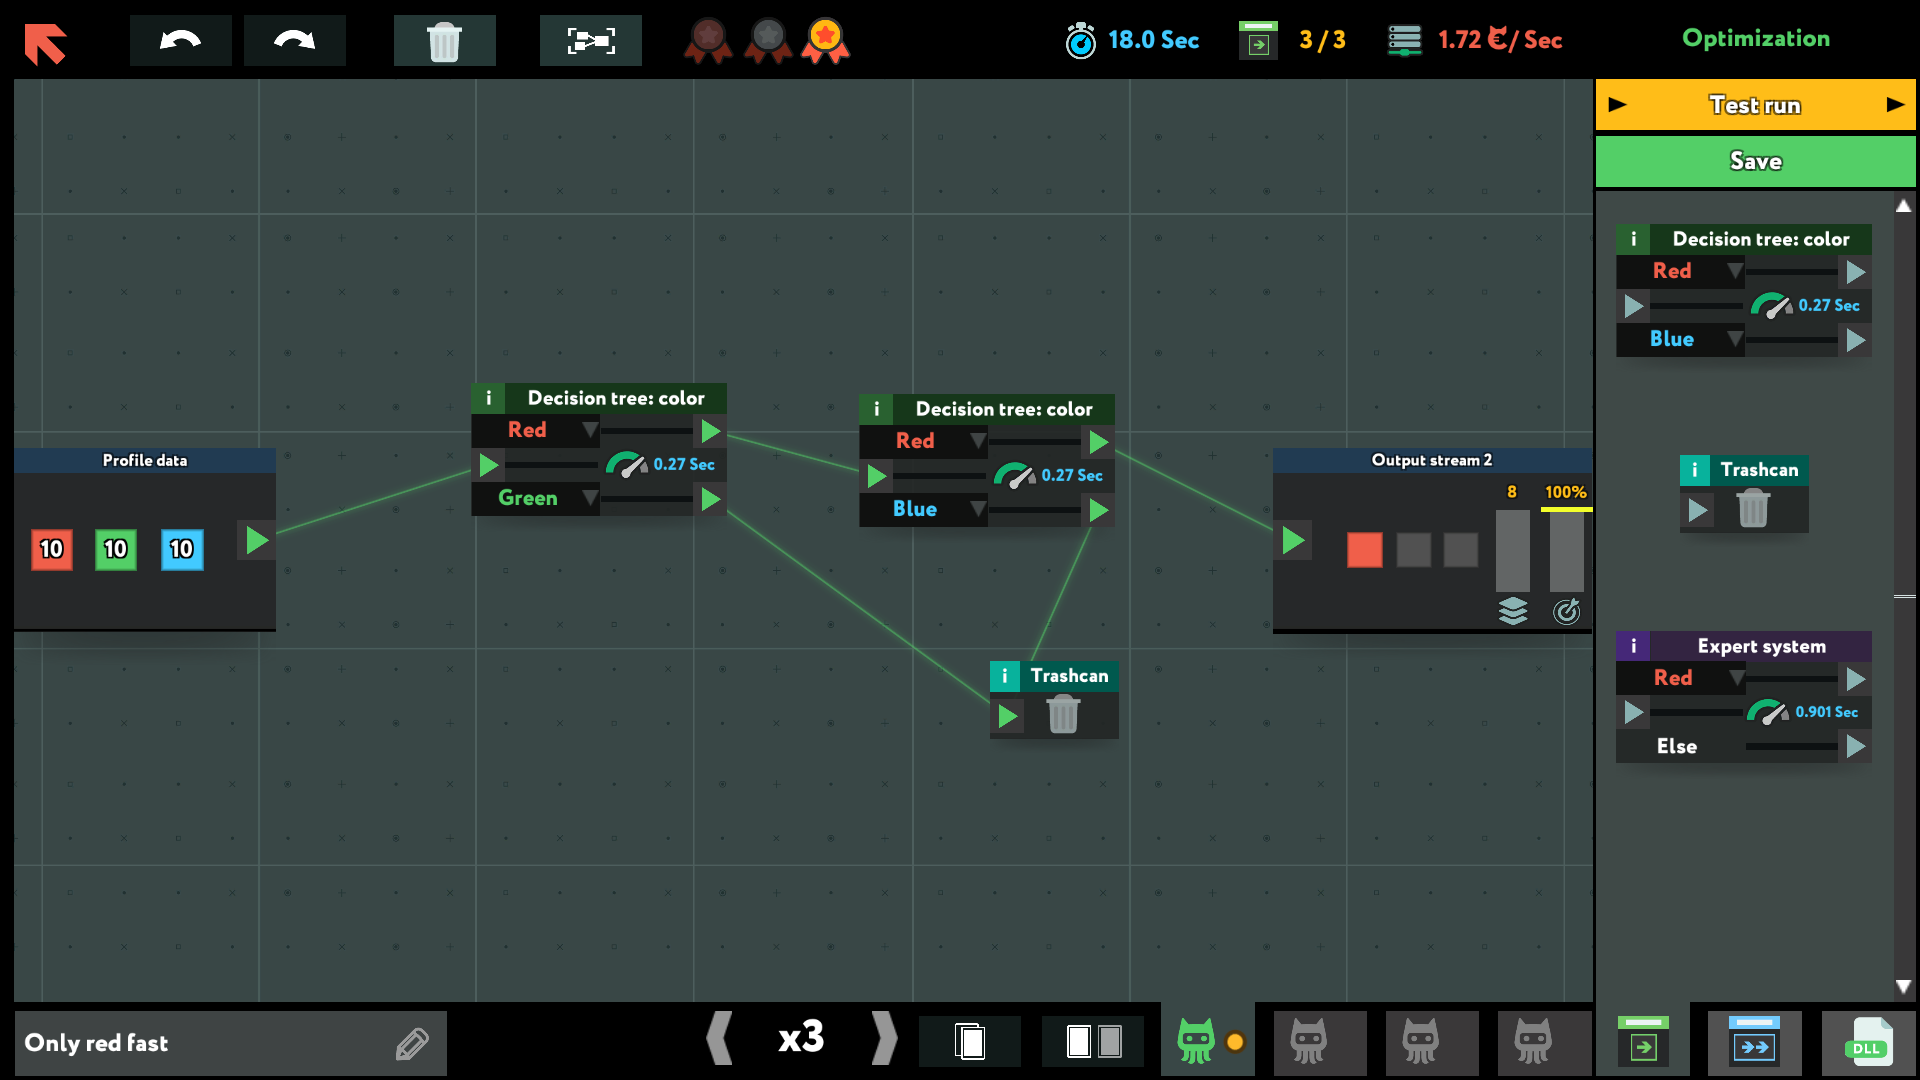 18.0 Sec
3 / 3
1.72 €/ Sec
Optimization
Test run
Save
i Decision tree: color
Red
0.27 Sec
Blue
i Trashcan
i Expert system
Red
0.901 Sec
Else
Profile data
10 10 10
i Decision tree: color
Red
0.27 Sec
Green
i Decision tree: color
Red
0.27 Sec
Blue
Output stream 2
8 100%
i Trashcan
Only red fast
x3
DLL